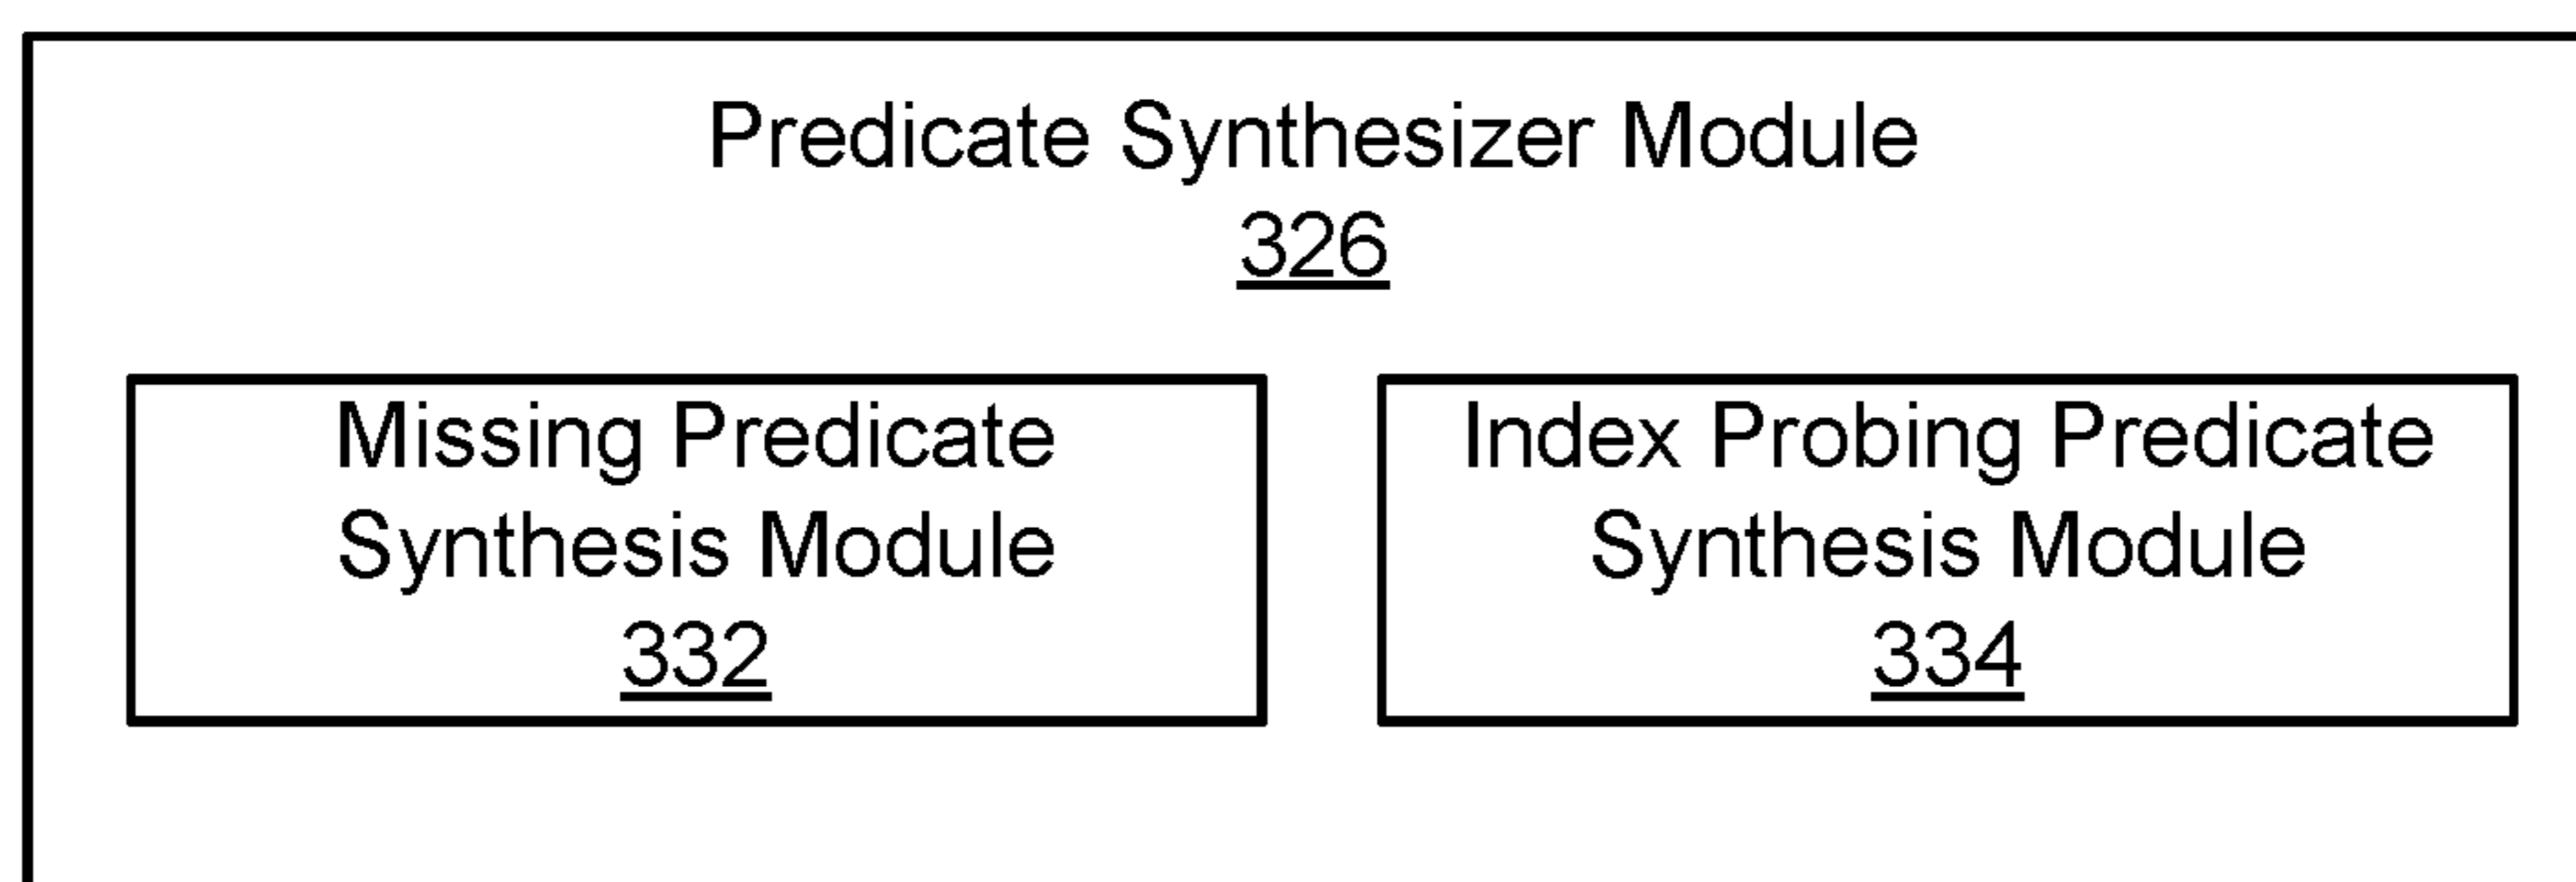 Predicate Synthesizer Module
326
Missing Predicate
Synthesis Module
332
Index Probing Predicate
Synthesis Module
334